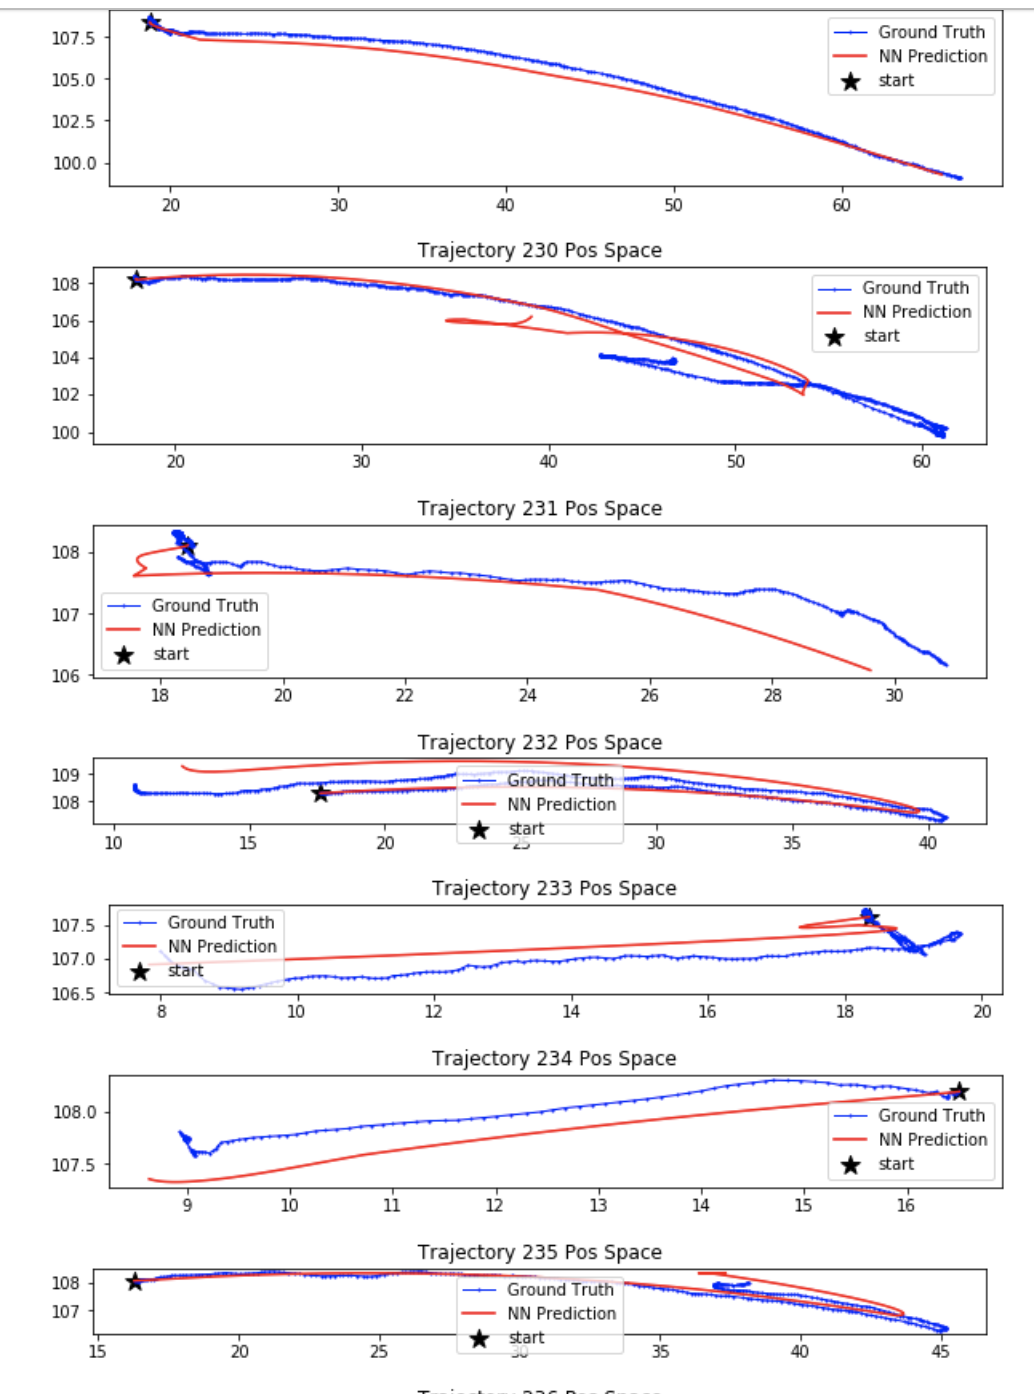 107.5
105.0
102.5
100.0
Ground Truth
NN Prediction
start
20 30 40 50 60
Trajectory 230 Pos Space
108
106
104
102
100
Ground Truth
NN Prediction
start
20 30 40 50 60
Trajectory 231 Pos Space
108
107
106
Ground Truth
NN Prediction
start
18 20 22 24 26 28 30
Trajectory 232 Pos Space
109
108
Ground Truth
NN Prediction
start
10 15 20 25 30 35 40
Trajectory 233 Pos Space
107.5
107.0
106.5
Ground Truth
NN Prediction
start
8 10 12 14 16 18 20
Trajectory 234 Pos Space
108.0
107.5
Ground Truth
NN Prediction
start
9 10 11 12 13 14 15 16
Trajectory 235 Pos Space
108
107
Ground Truth
NN Prediction
start
15 20 25 30 35 40 45
Trajectory 236 Pos Space